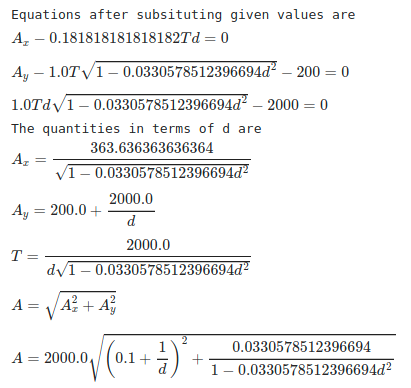 Equations after subsituting given values are
Aₓ − 0.181818181818182Td = 0
A_y − 1.0T√(1 − 0.0330578512396694d²) − 200 = 0
1.0Td√(1 − 0.0330578512396694d²) − 2000 = 0
The quantities in terms of d are
Aₓ = 363.636363636364 / √(1 − 0.0330578512396694d²)
A_y = 200.0 + 2000.0 / d
T = 2000.0 / (d√(1 − 0.0330578512396694d²))
A = √(Aₓ² + A_y²)
A = 2000.0√((0.1 + 1/d)² + 0.0330578512396694 / (1 − 0.0330578512396694d²))